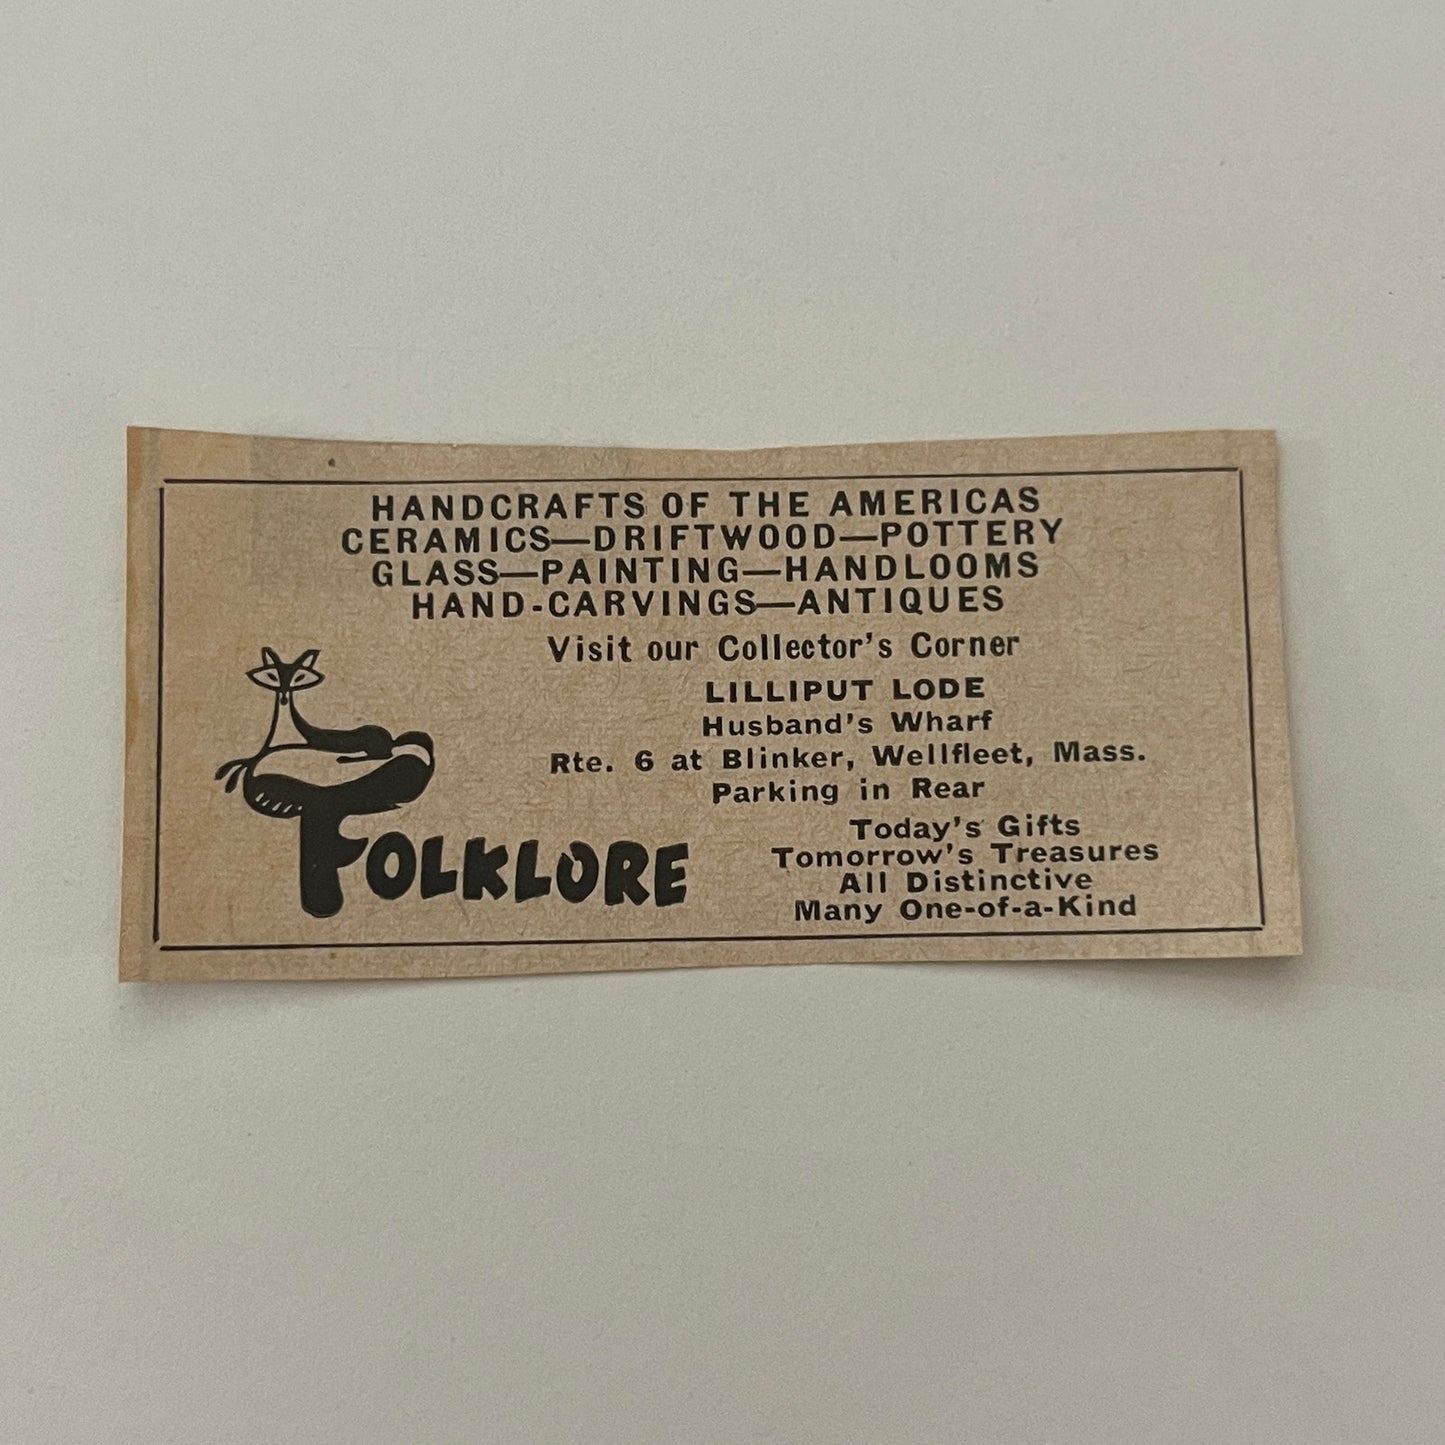 HANDCRAFTS OF THE AMERICAS
CERAMICS—DRIFTWOOD—POTTERY
GLASS—PAINTING—HANDLOOMS
HAND-CARVINGS—ANTIQUES
Visit our Collector's Corner
LILLIPUT LODE
Husband's Wharf
Rte. 6 at Blinker, Wellfleet, Mass.
Parking in Rear
FOLKLORE
Today's Gifts
Tomorrow's Treasures
All Distinctive
Many One-of-a-Kind